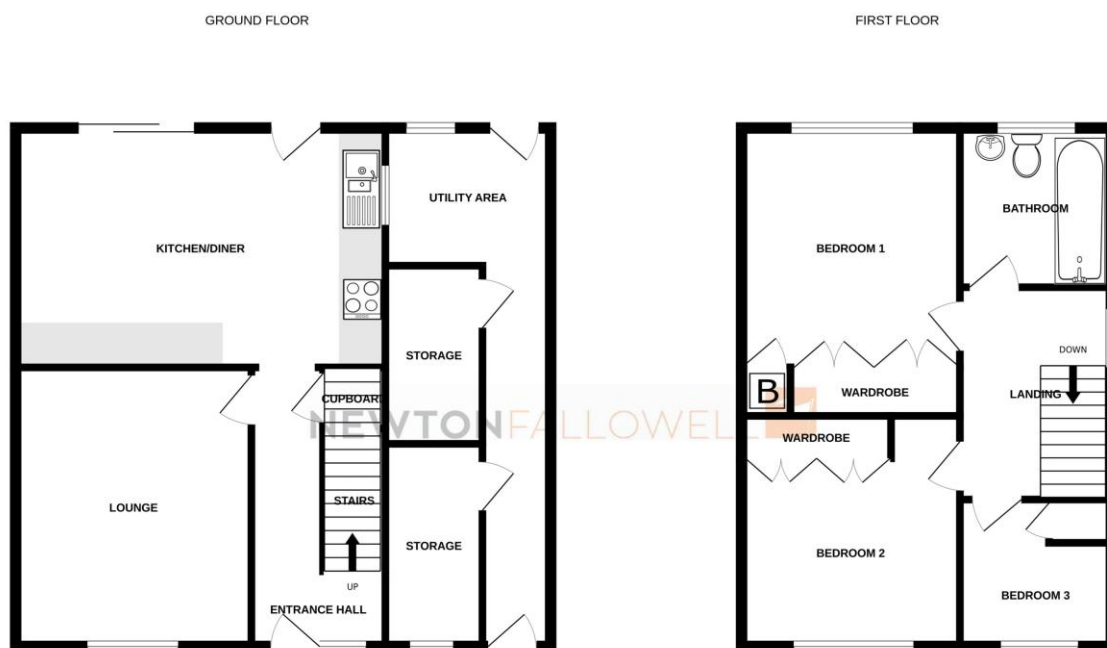 GROUND FLOOR
FIRST FLOOR
KITCHEN/DINER
UTILITY AREA
STORAGE
CUPBOARD
STAIRS
UP
LOUNGE
STORAGE
ENTRANCE HALL
BEDROOM 1
BATHROOM
DOWN
B
WARDROBE
LANDING
WARDROBE
BEDROOM 2
BEDROOM 3
NEWTONFALLOWELL